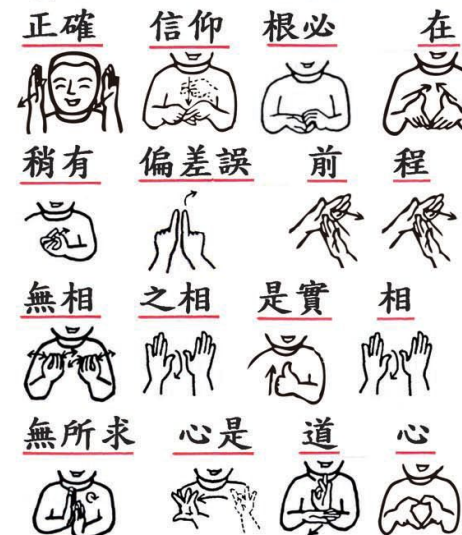 正確 信仰 根必 在
稍有 偏差誤 前 程
無相 之相 是實 相
無所求 心是 道 心